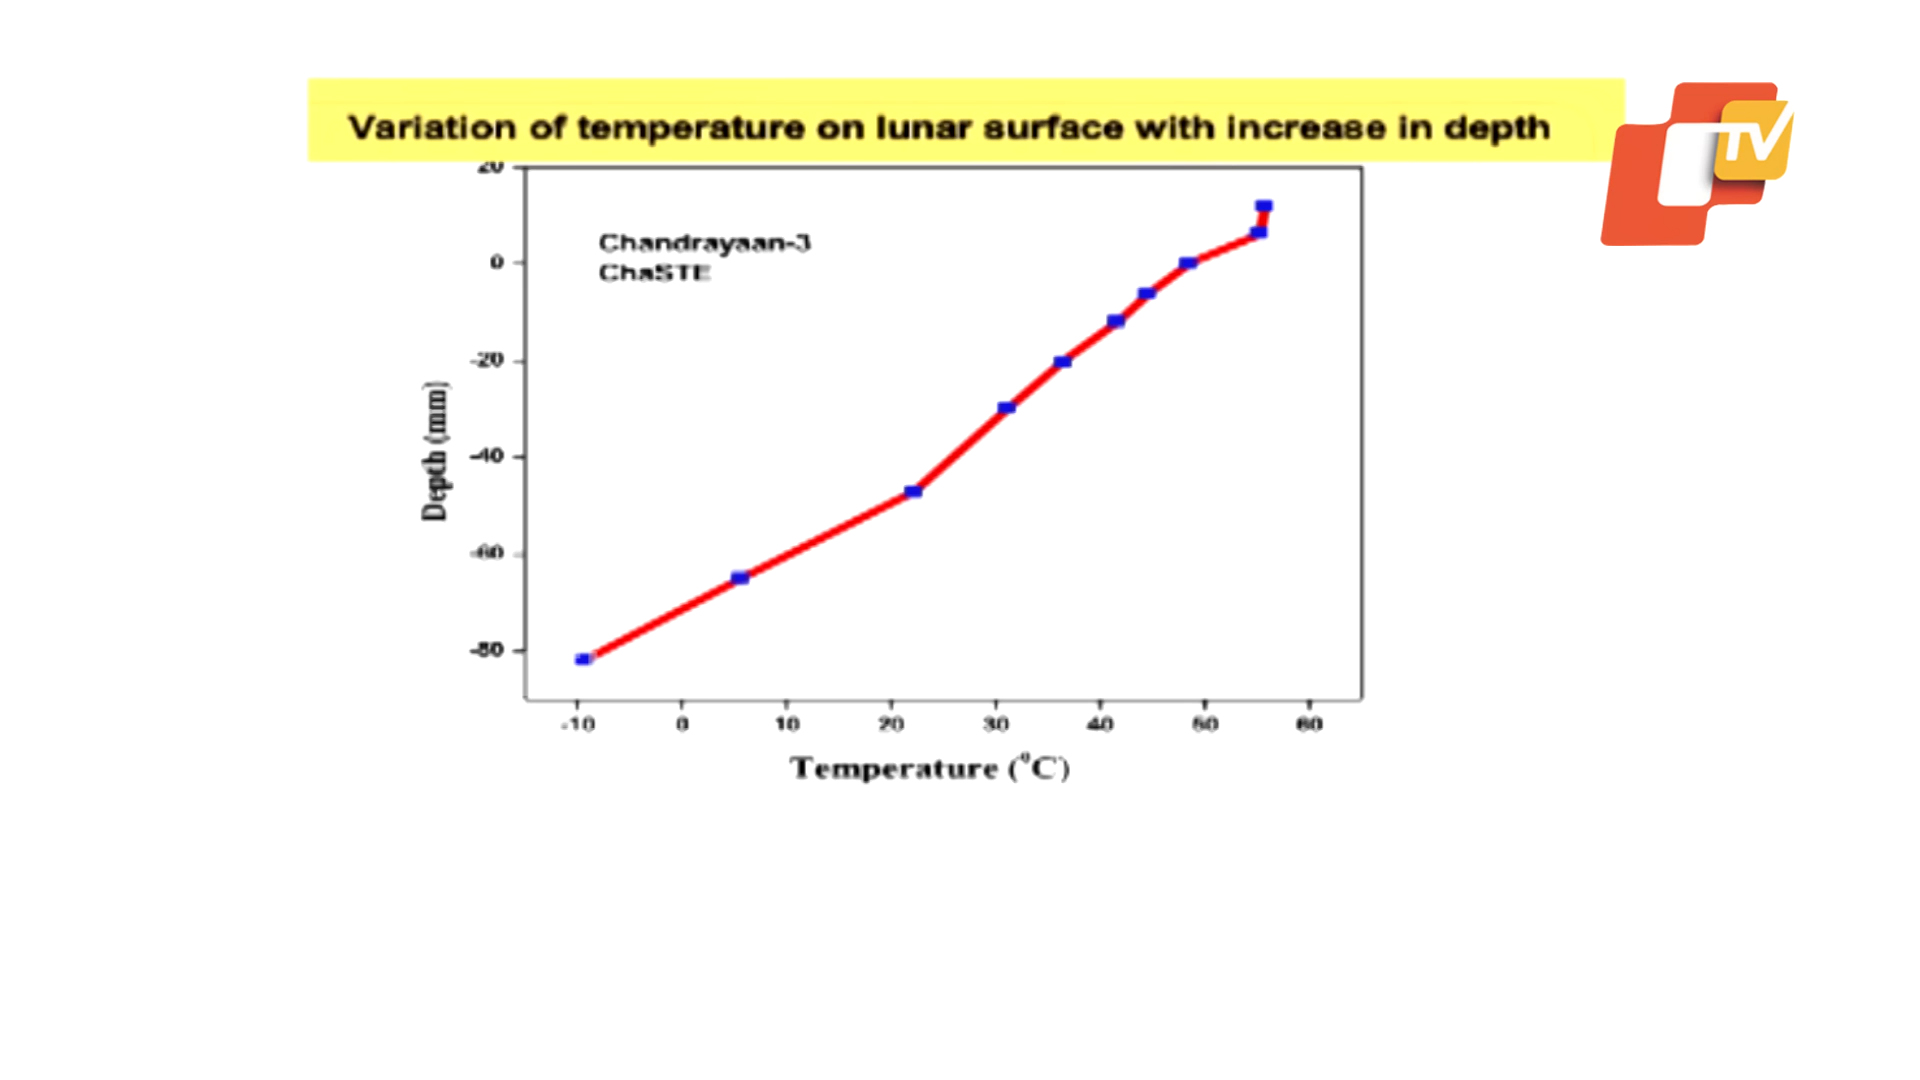 Variation of temperature on lunar surface with increase in depth
TV
20
Chandrayaan-3
ChaSTE
0
-20
-40
-60
-80
Depth (mm)
-10 0 10 20 30 40 50 60
Temperature (°C)